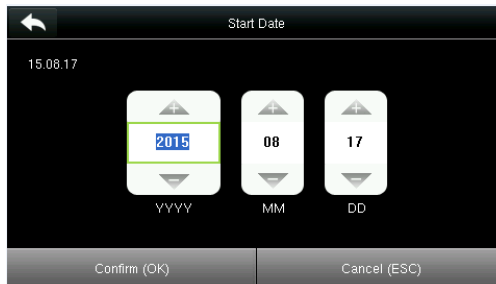 Start Date
15.08.17
2015 08 17
YYYY MM DD
Confirm (OK) Cancel (ESC)